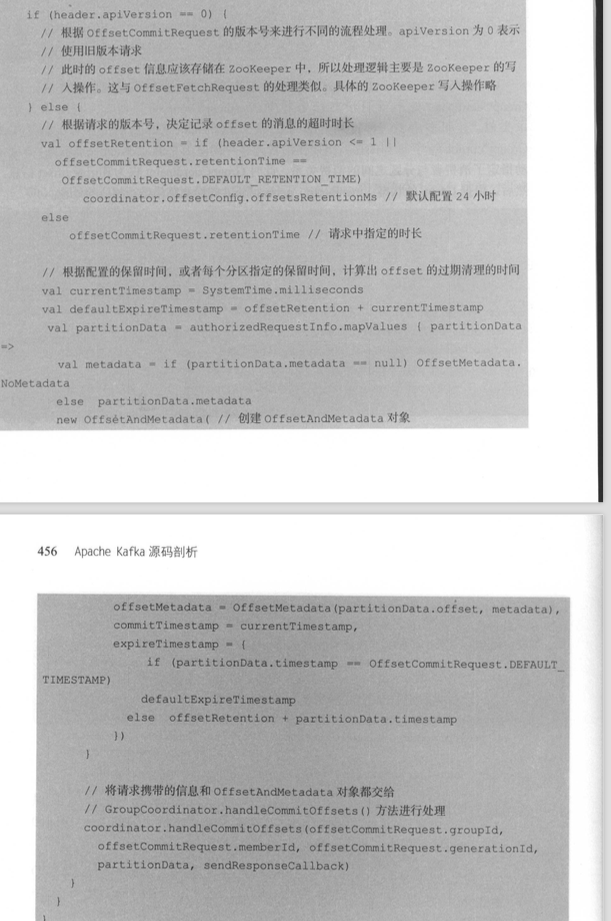 if (header.apiVersion == 0) {
// 根据 OffsetCommitRequest 的版本号来进行不同的流程处理。apiVersion 为 0 表示
// 使用旧版本请求
// 此时的 offset 信息应该存储在 ZooKeeper 中，所以处理逻辑主要是 ZooKeeper 的写
// 入操作。这与 OffsetFetchRequest 的处理类似。具体的 ZooKeeper 写入操作略
} else {
// 根据请求的版本号，决定记录 offset 的消息的超时时长
val offsetRetention = if (header.apiVersion <= 1 ||
offsetCommitRequest.retentionTime ==
OffsetCommitRequest.DEFAULT_RETENTION_TIME)
coordinator.offsetConfig.offsetsRetentionMs // 默认配置 24 小时
else
offsetCommitRequest.retentionTime // 请求中指定的时长
// 根据配置的保留时间，或者每个分区指定的保留时间，计算出 offset 的过期清理的时间
val currentTimestamp = SystemTime.milliseconds
val defaultExpireTimestamp = offsetRetention + currentTimestamp
val partitionData = authorizedRequestInfo.mapValues { partitionData
=>
val metadata = if (partitionData.metadata == null) OffsetMetadata.
NoMetadata
else partitionData.metadata
new OffsetAndMetadata( // 创建 OffsetAndMetadata 对象
456 Apache Kafka 源码剖析
offsetMetadata = OffsetMetadata(partitionData.offset, metadata),
commitTimestamp = currentTimestamp,
expireTimestamp = {
if (partitionData.timestamp == OffsetCommitRequest.DEFAULT_
TIMESTAMP)
defaultExpireTimestamp
else offsetRetention + partitionData.timestamp
})
}
// 将请求携带的信息和 OffsetAndMetadata 对象都交给
// GroupCoordinator.handleCommitOffsets() 方法进行处理
coordinator.handleCommitOffsets(offsetCommitRequest.groupId,
offsetCommitRequest.memberId, offsetCommitRequest.generationId,
partitionData, sendResponseCallback)
}
}
}